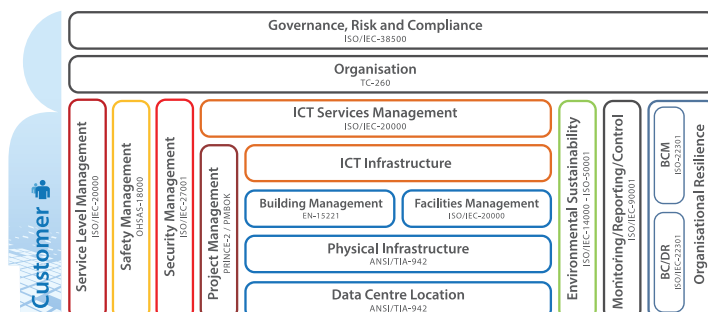 Governance, Risk and Compliance
ISO/IEC-38500
Organisation
TC-260
Customer
Service Level Management
ISO/IEC-20000
Safety Management
OHSAS-18000
Security Management
ISO/IEC-27001
ICT Services Management
ISO/IEC-20000
Project Management
PRINCE-2 / PMBOK
ICT Infrastructure
Building Management
EN-15221
Facilities Management
ISO/IEC-20000
Physical Infrastructure
ANSI/TIA-942
Data Centre Location
ANSI/TIA-942
Environmental Sustainability
ISO/IEC-14000 - ISO-50001
Monitoring/Reporting/Control
ISO/IEC-90001
BCM
ISO-22301
BC/DR
ISO/IEC-22301
Organisational Resilience